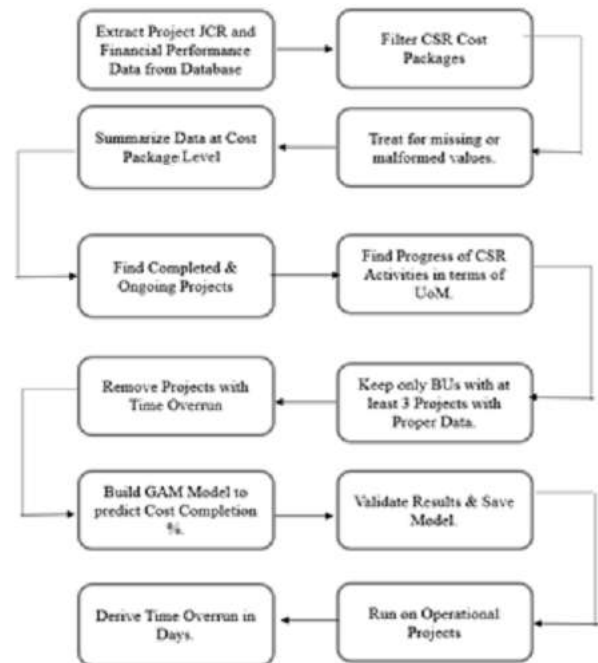 Extract Project JCR and
Financial Performance
Data from Database
Filter CSR Cost
Packages
Treat for missing or
malformed values.
Summarize Data at Cost
Package Level
Find Completed &
Ongoing Projects
Find Progress of CSR
Activities in terms of
UoM.
Keep only BUs with at
least 3 Projects with
Proper Data.
Remove Projects with
Time Overrun
Build GAM Model to
predict Cost Completion
%.
Validate Results & Save
Model.
Run on Operational
Projects
Derive Time Overrun in
Days.